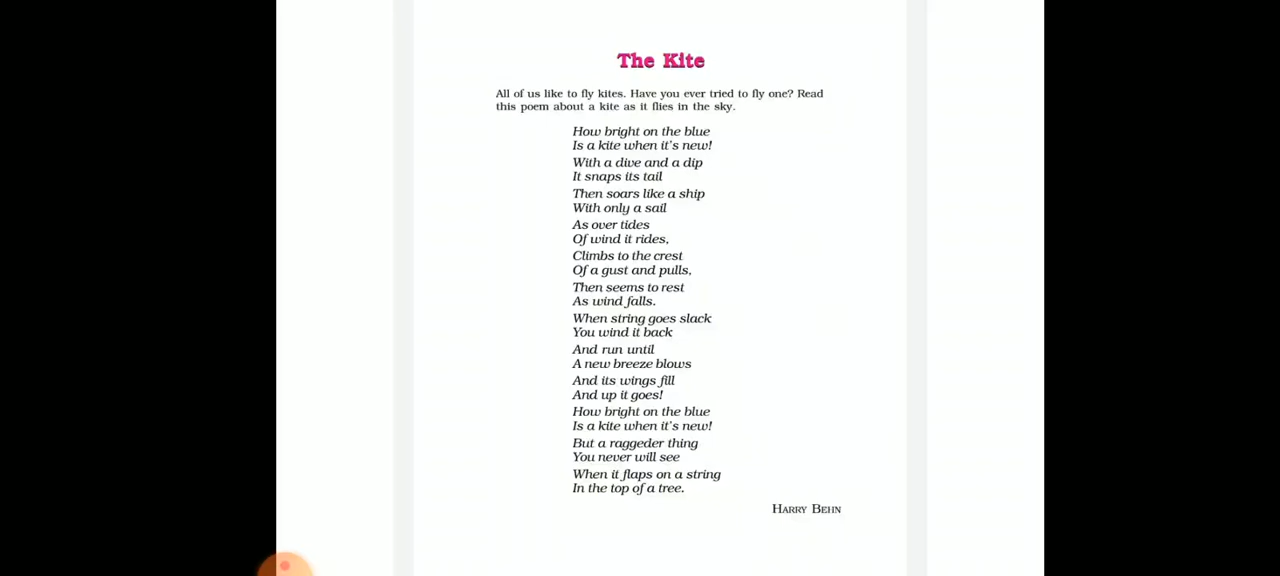 The Kite
All of us like to fly kites. Have you ever tried to fly one? Read
this poem about a kite as it flies in the sky.
How bright on the blue
Is a kite when it's new!
With a dive and a dip
It snaps its tail
Then soars like a ship
With only a sail
As over tides
Of wind it rides,
Climbs to the crest
Of a gust and pulls,
Then seems to rest
As wind falls.
When string goes slack
You wind it back
And run until
A new breeze blows
And its wings fill
And up it goes!
How bright on the blue
Is a kite when it's new!
But a raggeder thing
You never will see
When it flaps on a string
In the top of a tree.
HARRY BEHN